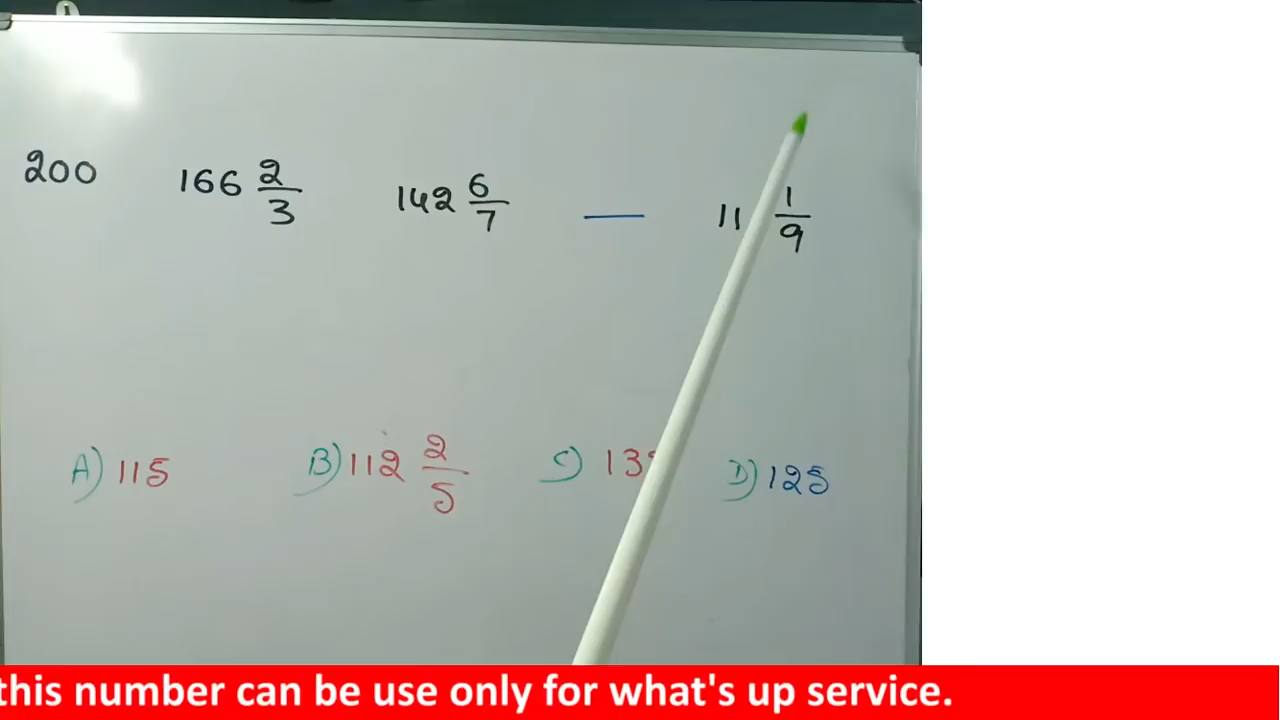 200 166 2/3 142 6/7 — 11 1/9
A) 115 B) 112 2/5 C) 13 D) 125
this number can be use only for what's up service.